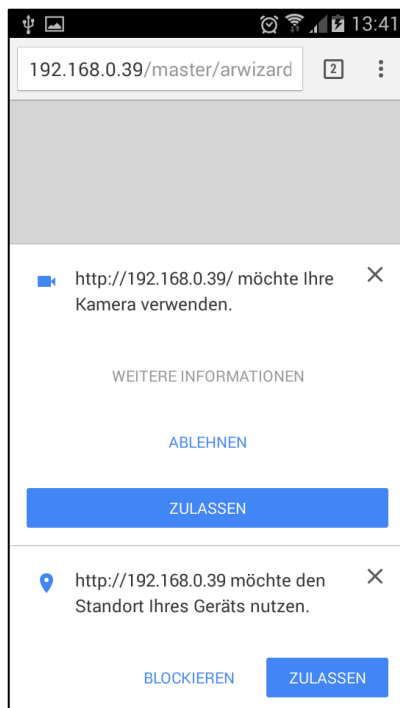 13:41
192.168.0.39/master/arwizard
2
http://192.168.0.39/ möchte Ihre
Kamera verwenden.
WEITERE INFORMATIONEN
ABLEHNEN
ZULASSEN
http://192.168.0.39 möchte den
Standort Ihres Geräts nutzen.
BLOCKIEREN
ZULASSEN